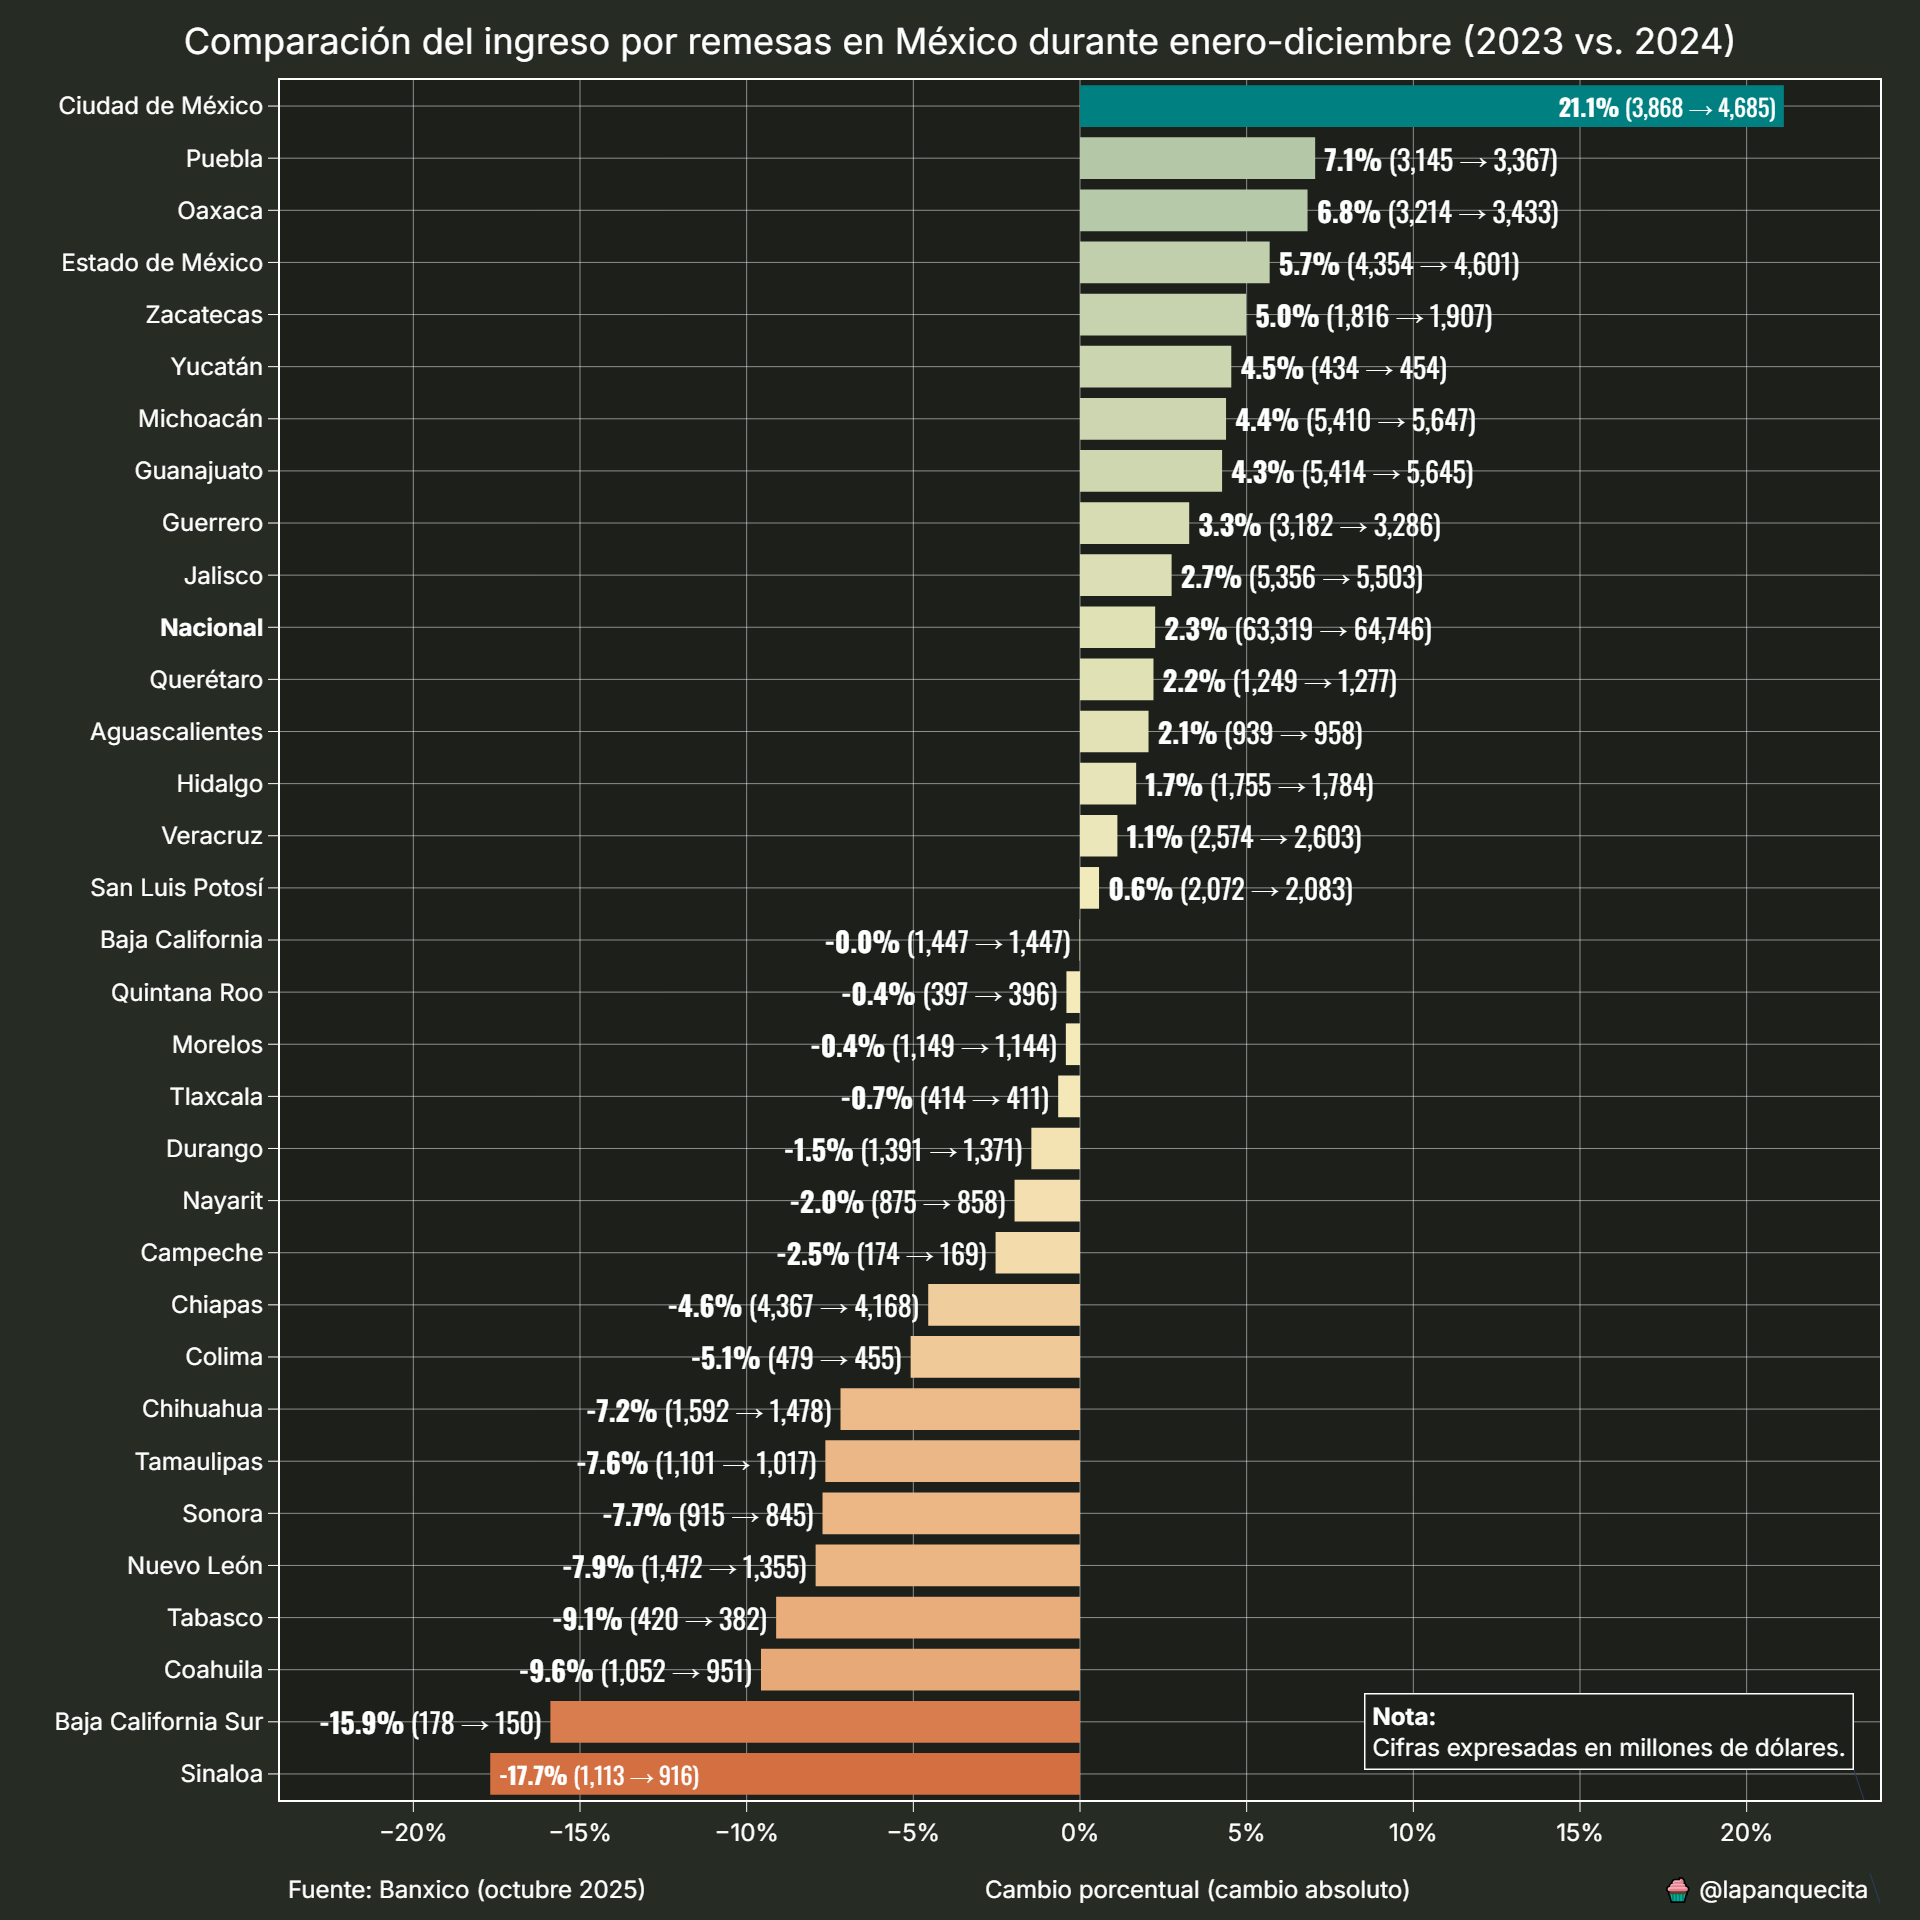 Comparación del ingreso por remesas en México durante enero-diciembre (2023 vs. 2024)
Ciudad de México 21.1% (3,868 → 4,685)
Puebla 7.1% (3,145 → 3,367)
Oaxaca 6.8% (3,214 → 3,433)
Estado de México 5.7% (4,354 → 4,601)
Zacatecas 5.0% (1,816 → 1,907)
Yucatán 4.5% (434 → 454)
Michoacán 4.4% (5,410 → 5,647)
Guanajuato 4.3% (5,414 → 5,645)
Guerrero 3.3% (3,182 → 3,286)
Jalisco 2.7% (5,356 → 5,503)
Nacional 2.3% (63,319 → 64,746)
Querétaro 2.2% (1,249 → 1,277)
Aguascalientes 2.1% (939 → 958)
Hidalgo 1.7% (1,755 → 1,784)
Veracruz 1.1% (2,574 → 2,603)
San Luis Potosí 0.6% (2,072 → 2,083)
Baja California -0.0% (1,447 → 1,447)
Quintana Roo -0.4% (397 → 396)
Morelos -0.4% (1,149 → 1,144)
Tlaxcala -0.7% (414 → 411)
Durango -1.5% (1,391 → 1,371)
Nayarit -2.0% (875 → 858)
Campeche -2.5% (174 → 169)
Chiapas -4.6% (4,367 → 4,168)
Colima -5.1% (479 → 455)
Chihuahua -7.2% (1,592 → 1,478)
Tamaulipas -7.6% (1,101 → 1,017)
Sonora -7.7% (915 → 845)
Nuevo León -7.9% (1,472 → 1,355)
Tabasco -9.1% (420 → 382)
Coahuila -9.6% (1,052 → 951)
Baja California Sur -15.9% (178 → 150)
Sinaloa -17.7% (1,113 → 916)
Nota:
Cifras expresadas en millones de dólares.
−20% −15% −10% −5% 0% 5% 10% 15% 20%
Fuente: Banxico (octubre 2025) Cambio porcentual (cambio absoluto) @lapanquecita